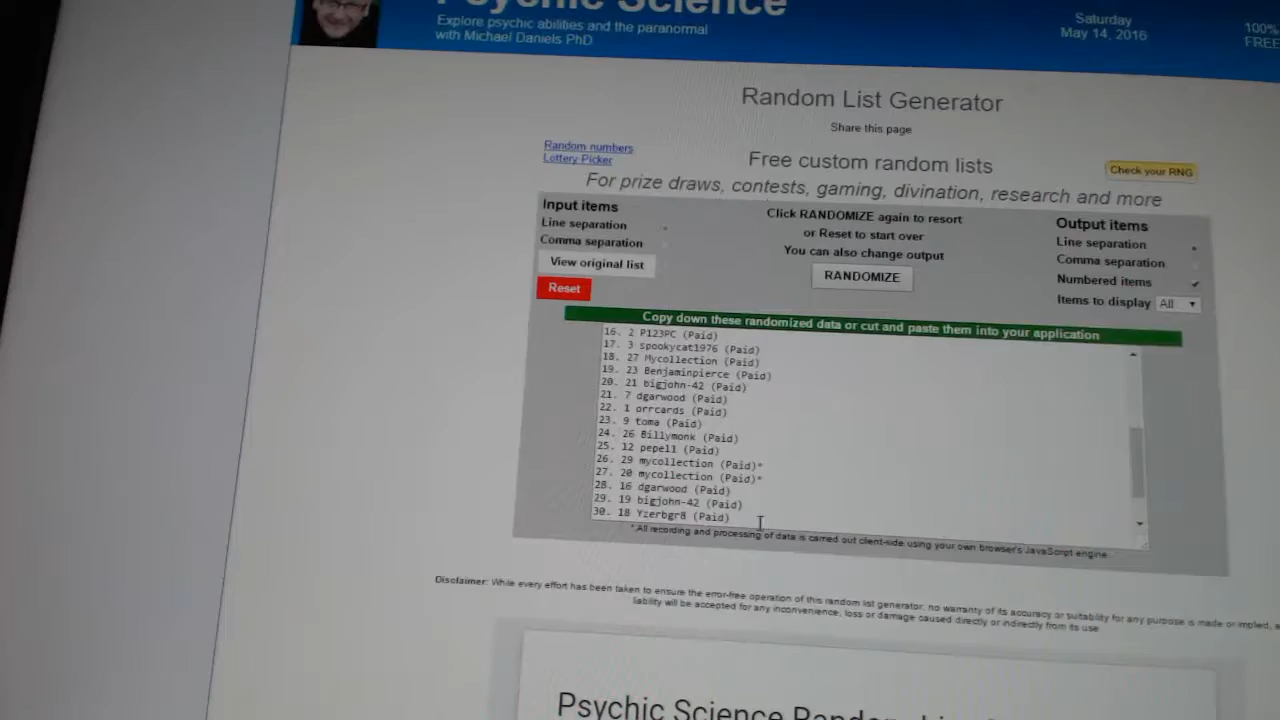 Psychic Science
Explore psychic abilities and the paranormal
with Michael Daniels PhD
Saturday
May 14, 2016
100%
FREE
Random List Generator
Share this page
Random numbers
Lottery Picker
Free custom random lists
Check your RNG
For prize draws, contests, gaming, divination, research and more
Input items
Line separation
Comma separation
View original list
Reset
Click RANDOMIZE again to resort
or Reset to start over
You can also change output
RANDOMIZE
Output items
Line separation
Comma separation
Numbered items
Items to display All
Copy down these randomized data or cut and paste them into your application
16. 2 P123PC (Paid)
17. 3 spookycat1976 (Paid)
18. 27 Mycollection (Paid)
19. 23 Benjaminpierce (Paid)
20. 21 bigjohn-42 (Paid)
21. 7 dgarwood (Paid)
22. 1 orrcards (Paid)
23. 9 toma (Paid)
24. 26 Billymonk (Paid)
25. 12 pepell (Paid)
26. 29 mycollection (Paid)*
27. 20 mycollection (Paid)*
28. 16 dgarwood (Paid)
29. 19 bigjohn-42 (Paid)
30. 18 Yzerbgr8 (Paid)
* All recording and processing of data is carried out client-side using your own browser's JavaScript engine
Disclaimer: While every effort has been taken to ensure the error-free operation of this random list generator, no warranty of its accuracy or suitability for any purpose is made or implied,
liability will be accepted for any inconvenience, loss or damage caused directly or indirectly from its use
Psychic Science